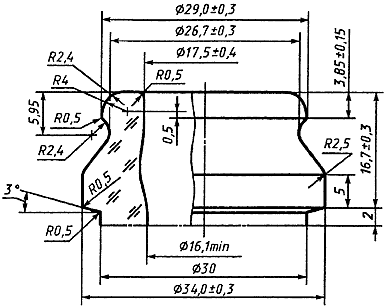 Ø29,0±0,3
Ø26,7±0,3
Ø17,5±0,4
R2,4
R4
R0,5
3,85±0,15
5,95
R0,5
0,5
R2,4
16,7±0,3
R2,5
R0,5
3°
5
2
R0,5
Ø16,1min
Ø30
Ø34,0±0,3